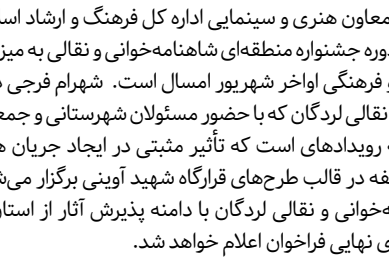 معاون هنری و سینمایی اداره کل فرهنگ و ارشاد اسا
دوره جشنواره منطقه‌ای شاهنامه‌خوانی و نقالی به میز
و فرهنگی اواخر شهریور امسال است. شهرام فرجی د
نقالی لردگان که با حضور مسئولان شهرستانی و جمع
رویدادهای است که تأثیر مثبتی در ایجاد جریان ه
فه در قالب طرح‌های قرارگاه شهید آوینی برگزار می‌ش
ه‌خوانی و نقالی لردگان با دامنه پذیرش آثار از استار
ی نهایی فراخوان اعلام خواهد شد.